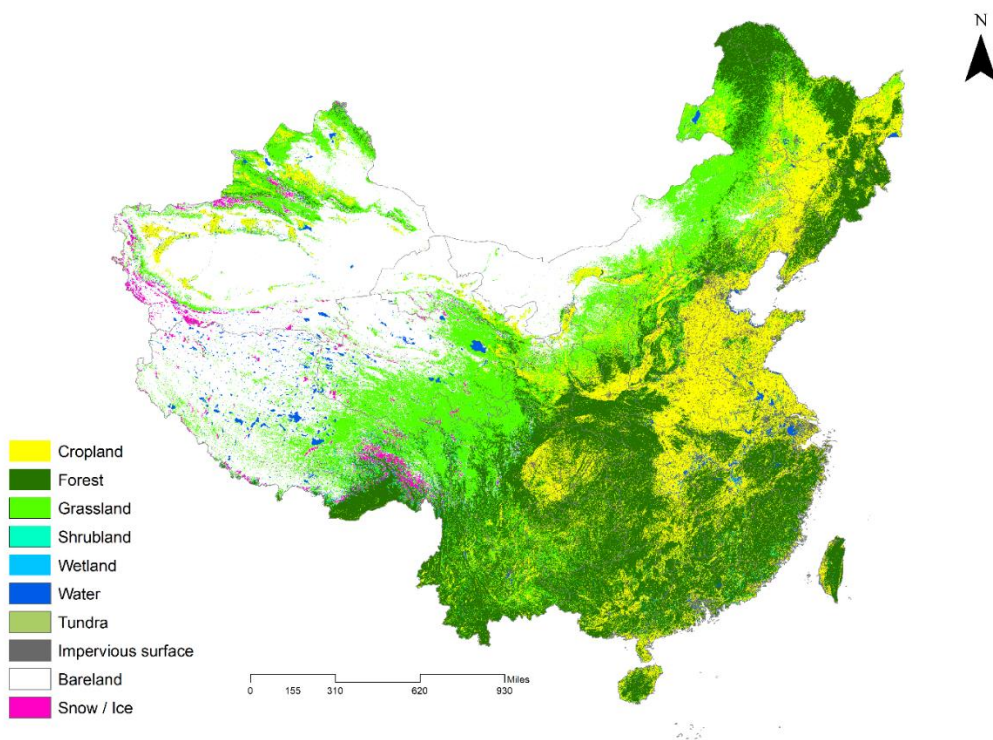 N
Cropland
Forest
Grassland
Shrubland
Wetland
Water
Tundra
Impervious surface
Bareland
Snow / Ice
Miles
0 155 310 620 930